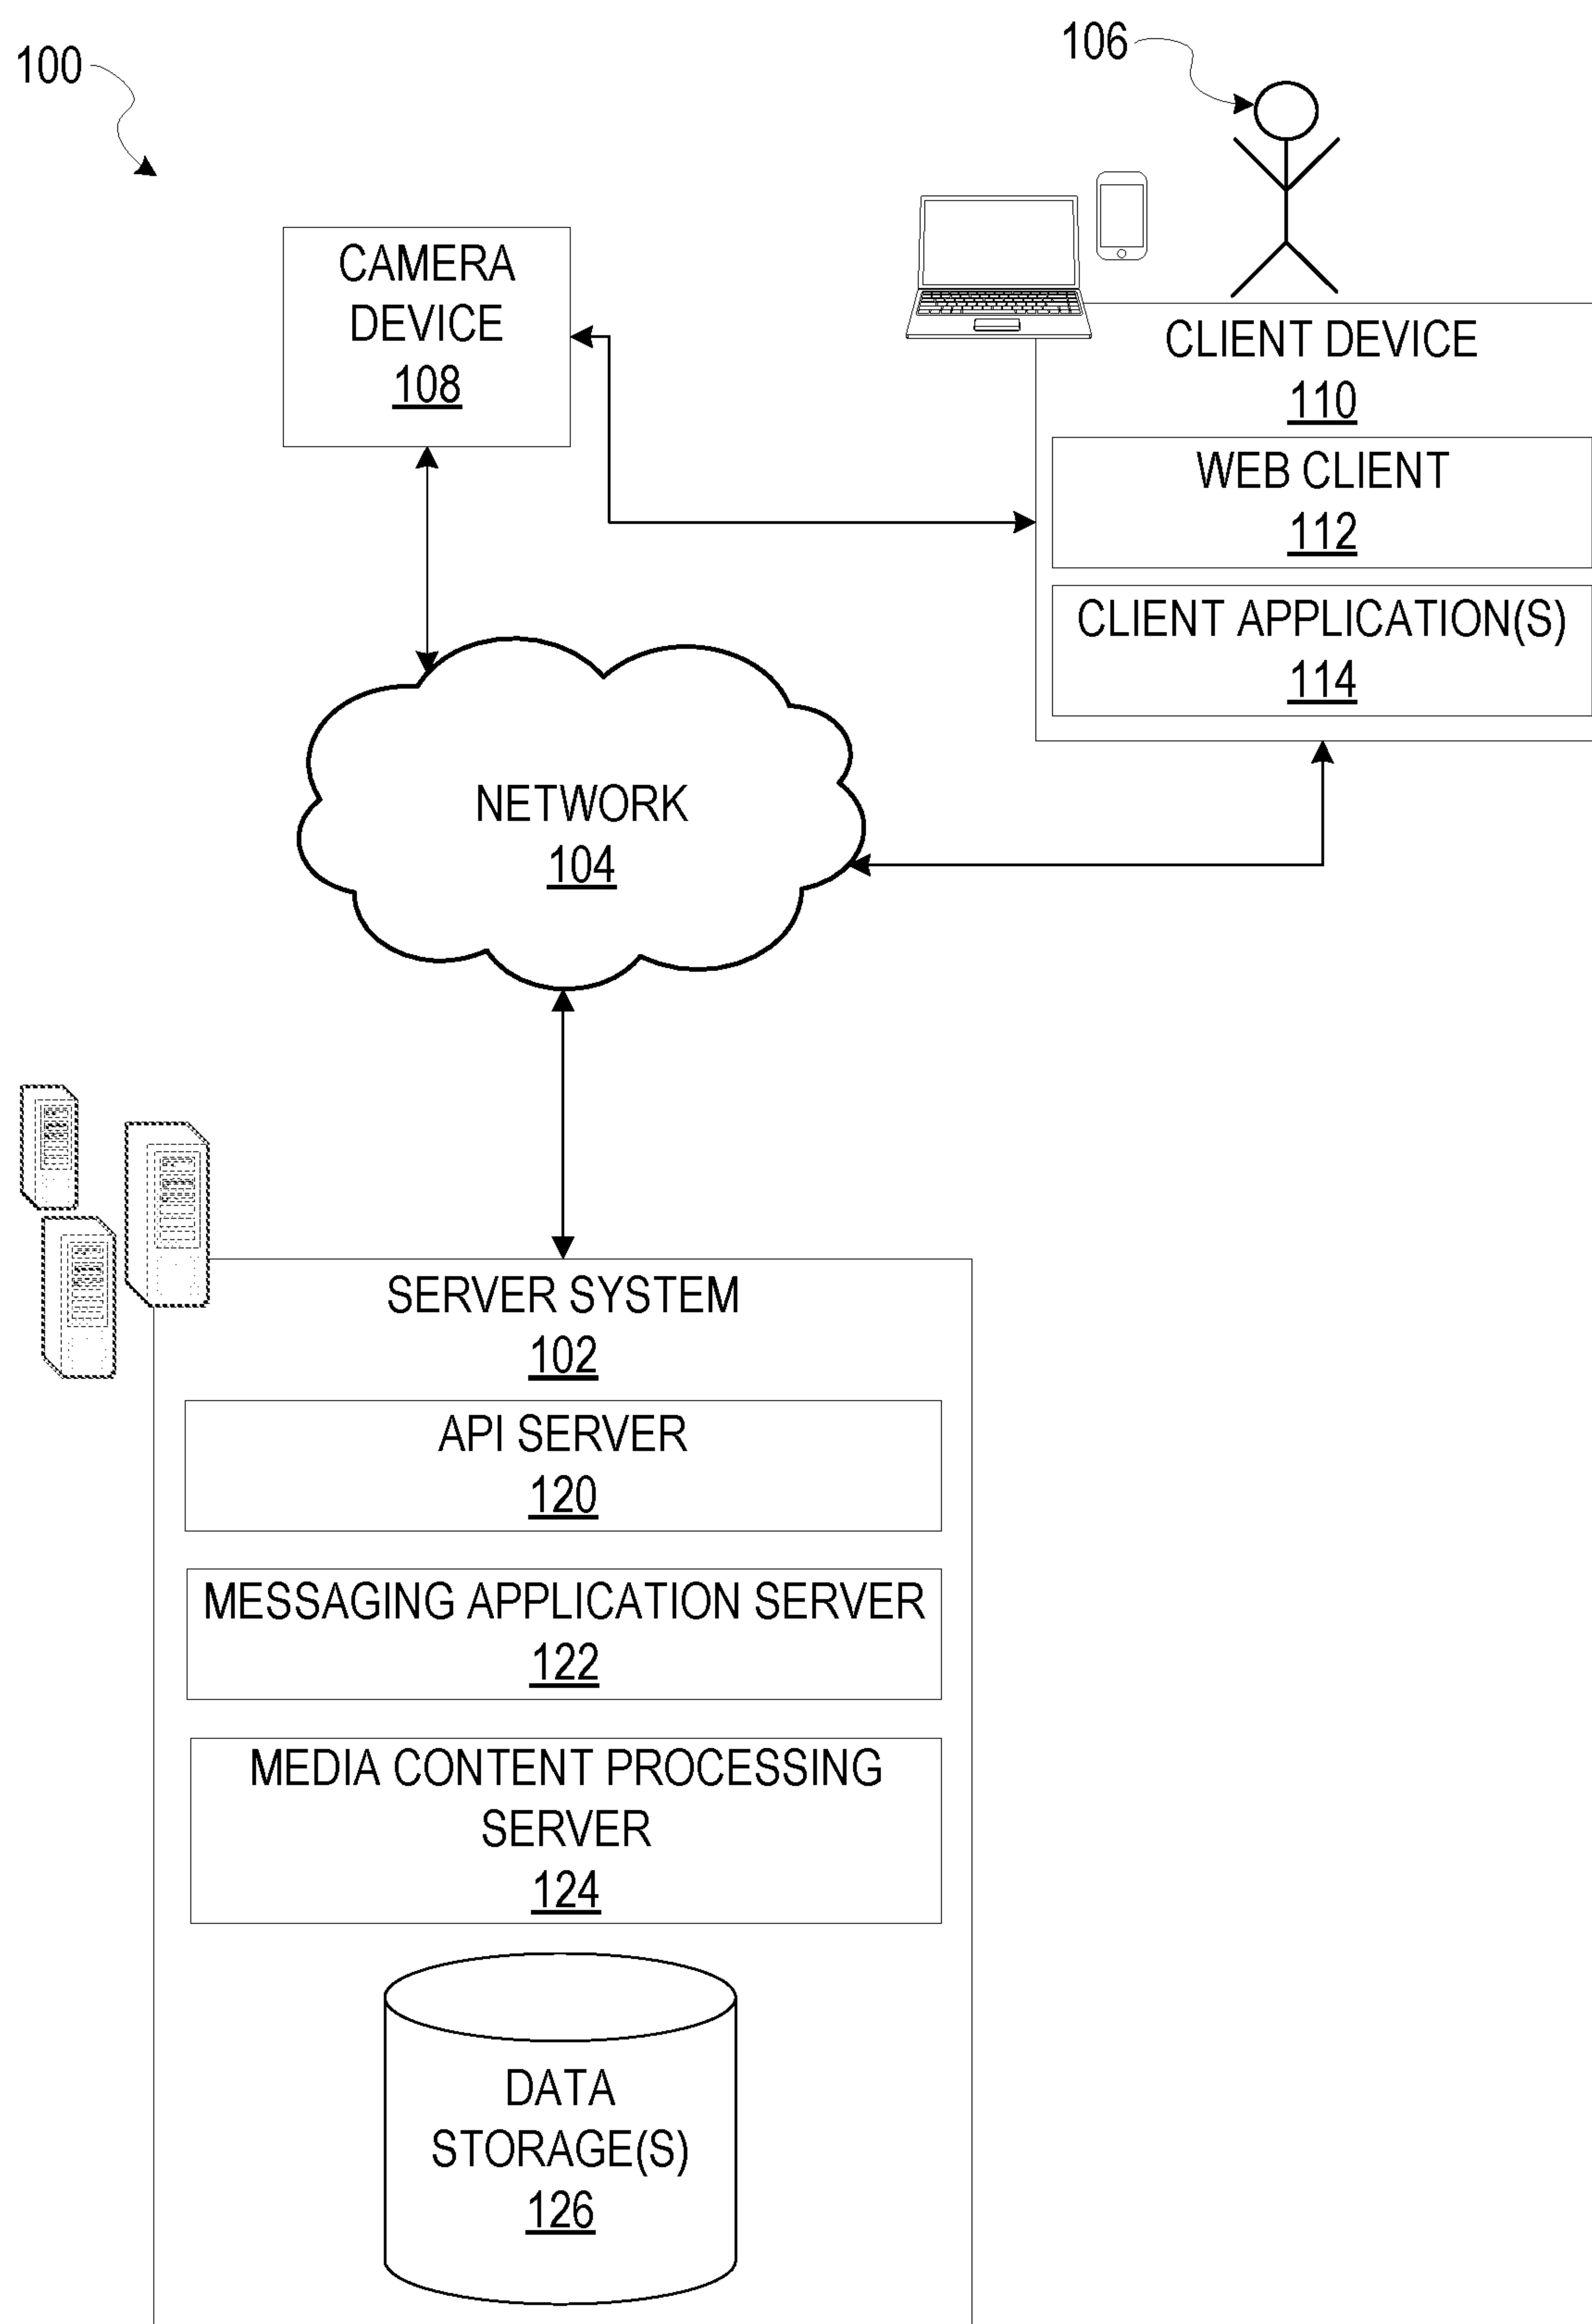 100
106
CAMERA
DEVICE
108
CLIENT DEVICE
110
WEB CLIENT
112
CLIENT APPLICATION(S)
114
NETWORK
104
SERVER SYSTEM
102
API SERVER
120
MESSAGING APPLICATION SERVER
122
MEDIA CONTENT PROCESSING
SERVER
124
DATA
STORAGE(S)
126